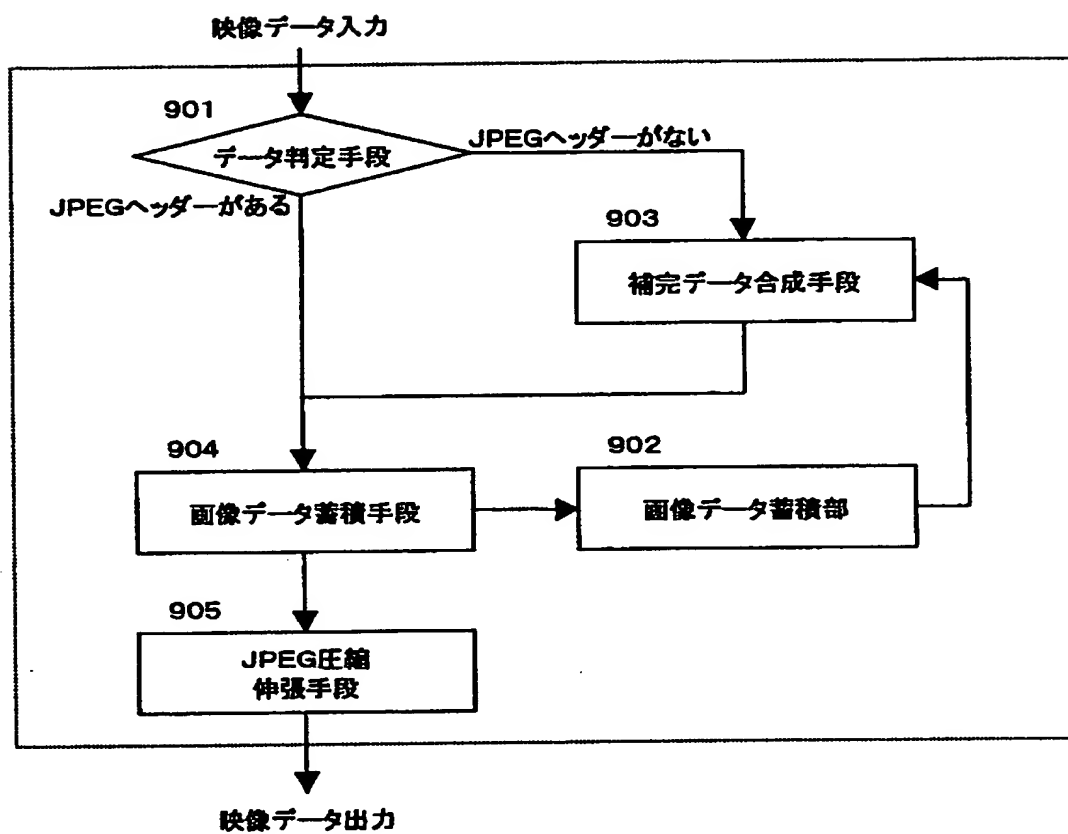 映像データ入力
901
データ判定手段
JPEGヘッダーがない
JPEGヘッダーがある
903
補完データ合成手段
904
画像データ蓄積手段
902
画像データ蓄積部
905
JPEG圧縮
伸張手段
映像データ出力